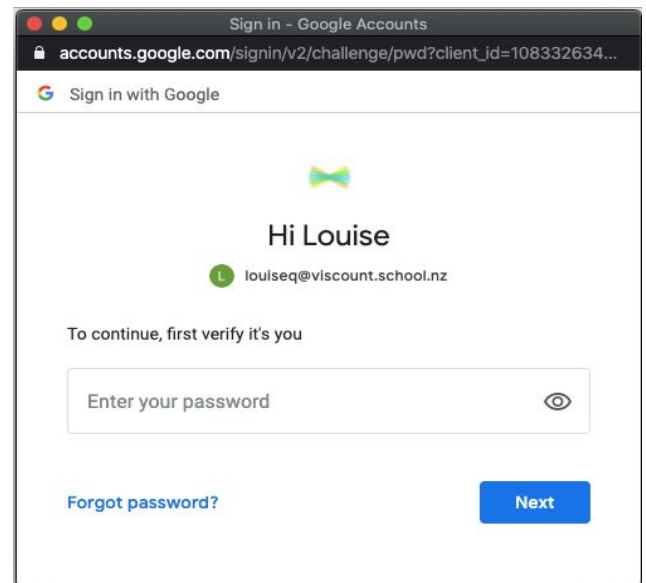 Sign in - Google Accounts
accounts.google.com/signin/v2/challenge/pwd?client_id=108332634...
G Sign in with Google
Hi Louise
L louiseq@viscount.school.nz
To continue, first verify it's you
Enter your password
Forgot password? Next